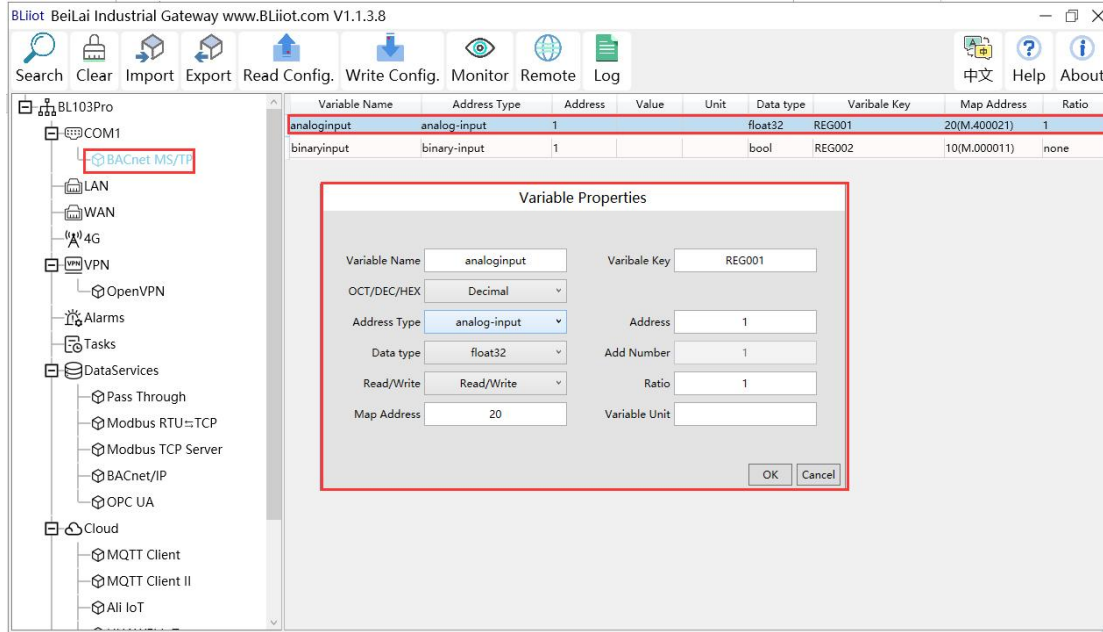 BLiiot BeiLai Industrial Gateway www.BLiiot.com V1.1.3.8
Search Clear Import Export Read Config. Write Config. Monitor Remote Log 中文 Help About
BL103Pro
COM1
BACnet MS/TP
LAN
WAN
4G
VPN
OpenVPN
Alarms
Tasks
DataServices
Pass Through
Modbus RTU⇆TCP
Modbus TCP Server
BACnet/IP
OPC UA
Cloud
MQTT Client
MQTT Client II
Ali IoT
Variable Name Address Type Address Value Unit Data type Varibale Key Map Address Ratio
analoginput analog-input 1 float32 REG001 20(M.400021) 1
binaryinput binary-input 1 bool REG002 10(M.000011) none
Variable Properties
Variable Name analoginput Varibale Key REG001
OCT/DEC/HEX Decimal
Address Type analog-input Address 1
Data type float32 Add Number 1
Read/Write Read/Write Ratio 1
Map Address 20 Variable Unit
OK Cancel